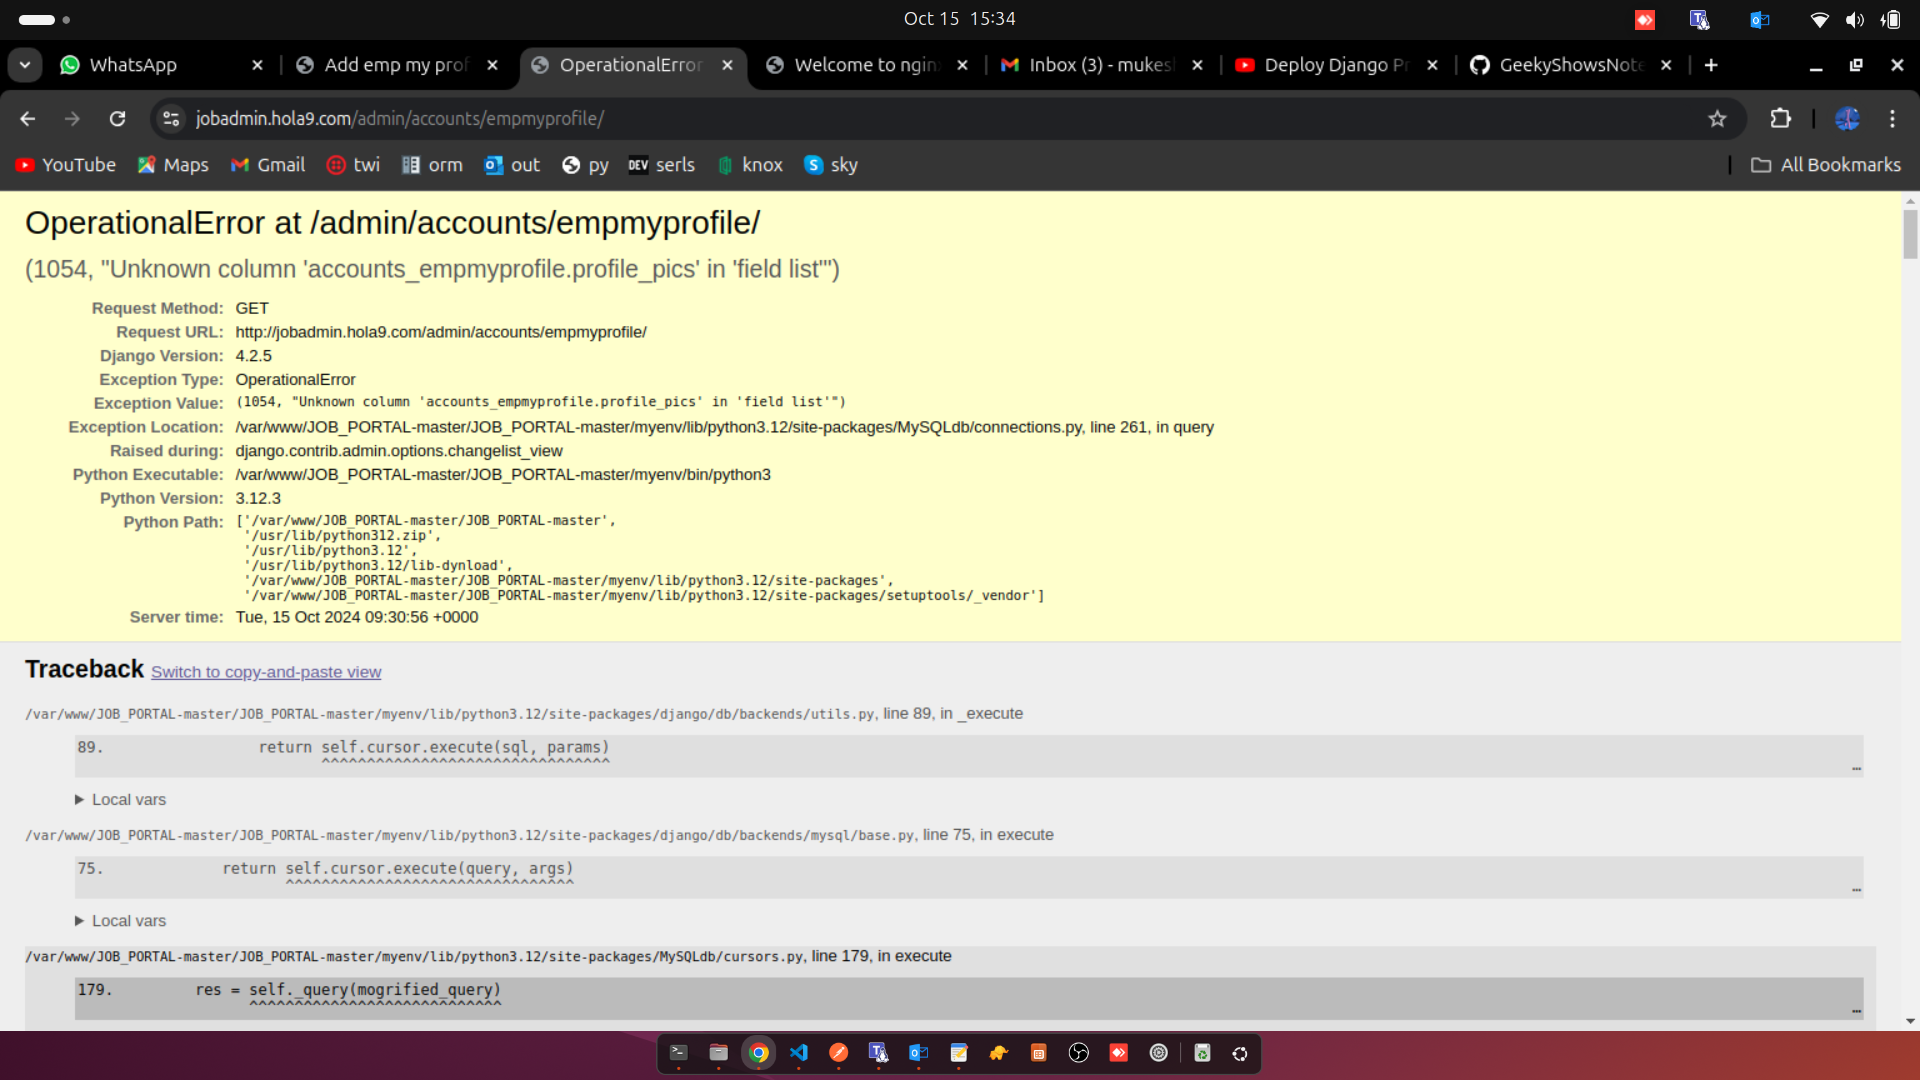 Oct 15 15:34
WhatsApp
Add emp my prof
OperationalError
Welcome to ngin
Inbox (3) - mukes
Deploy Django Pr
GeekyShowsNote
jobadmin.hola9.com/admin/accounts/empmyprofile/
YouTube Maps Gmail twi orm out py serls knox sky All Bookmarks
OperationalError at /admin/accounts/empmyprofile/
(1054, "Unknown column 'accounts_empmyprofile.profile_pics' in 'field list'")
Request Method: GET
Request URL: http://jobadmin.hola9.com/admin/accounts/empmyprofile/
Django Version: 4.2.5
Exception Type: OperationalError
Exception Value: (1054, "Unknown column 'accounts_empmyprofile.profile_pics' in 'field list'")
Exception Location: /var/www/JOB_PORTAL-master/JOB_PORTAL-master/myenv/lib/python3.12/site-packages/MySQLdb/connections.py, line 261, in query
Raised during: django.contrib.admin.options.changelist_view
Python Executable: /var/www/JOB_PORTAL-master/JOB_PORTAL-master/myenv/bin/python3
Python Version: 3.12.3
Python Path: ['/var/www/JOB_PORTAL-master/JOB_PORTAL-master',
'/usr/lib/python312.zip',
'/usr/lib/python3.12',
'/usr/lib/python3.12/lib-dynload',
'/var/www/JOB_PORTAL-master/JOB_PORTAL-master/myenv/lib/python3.12/site-packages',
'/var/www/JOB_PORTAL-master/JOB_PORTAL-master/myenv/lib/python3.12/site-packages/setuptools/_vendor']
Server time: Tue, 15 Oct 2024 09:30:56 +0000
Traceback Switch to copy-and-paste view
/var/www/JOB_PORTAL-master/JOB_PORTAL-master/myenv/lib/python3.12/site-packages/django/db/backends/utils.py, line 89, in _execute
89. return self.cursor.execute(sql, params)
^^^^^^^^^^^^^^^^^^^^^^^^^^^^^^^^
…
Local vars
/var/www/JOB_PORTAL-master/JOB_PORTAL-master/myenv/lib/python3.12/site-packages/django/db/backends/mysql/base.py, line 75, in execute
75. return self.cursor.execute(query, args)
^^^^^^^^^^^^^^^^^^^^^^^^^^^^^^^^
…
Local vars
/var/www/JOB_PORTAL-master/JOB_PORTAL-master/myenv/lib/python3.12/site-packages/MySQLdb/cursors.py, line 179, in execute
179. res = self._query(mogrified_query)
^^^^^^^^^^^^^^^^^^^^^^^^^^^^
…